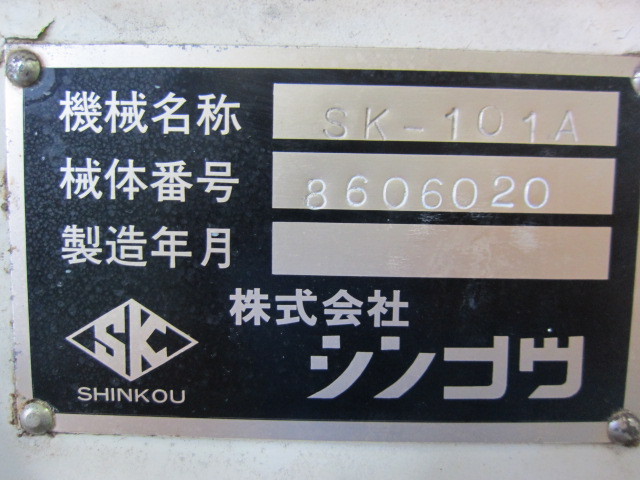 機械名称 SK-101A
械体番号 8606020
製造年月
株式会社
シンコウ
SK
SHINKOU